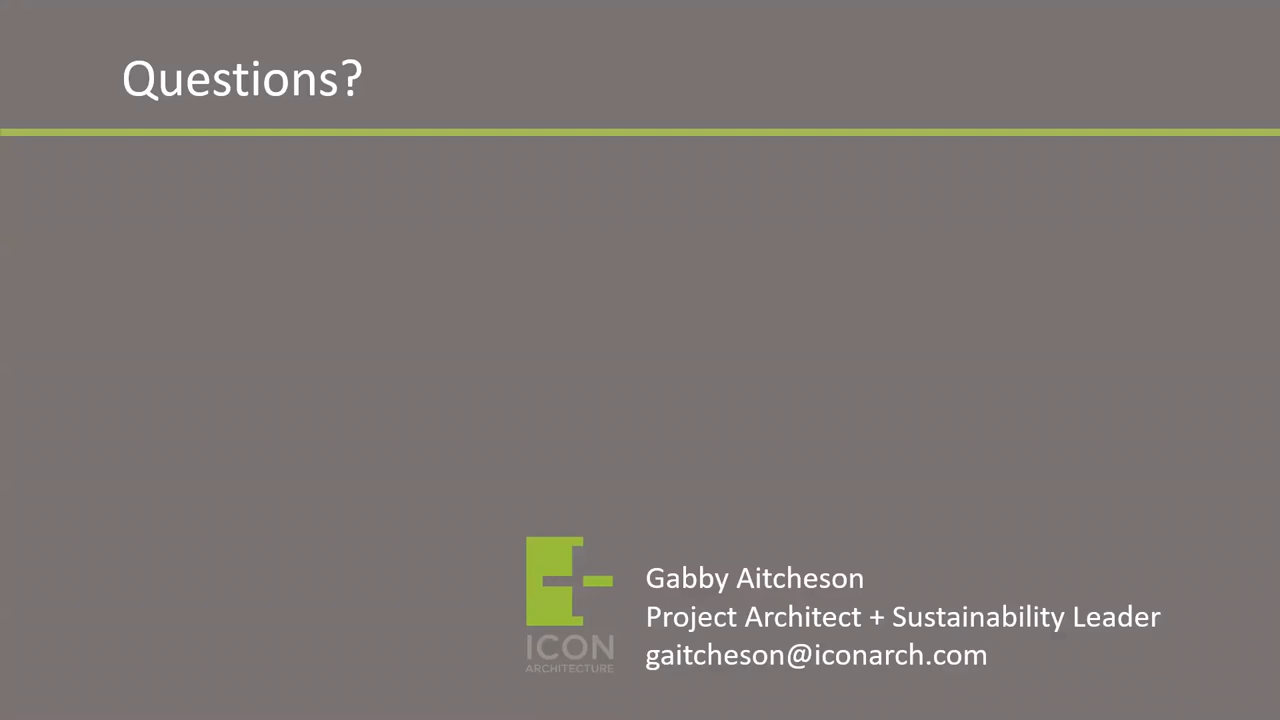 Questions?
Gabby Aitcheson
Project Architect + Sustainability Leader
gaitcheson@iconarch.com
ICON
ARCHITECTURE